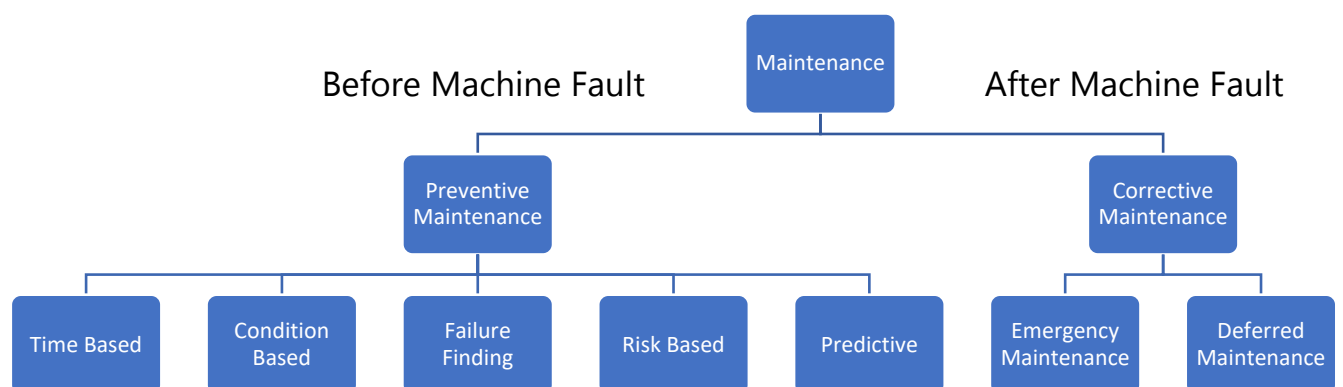 Maintenance
Before Machine Fault
After Machine Fault
Preventive
Maintenance
Corrective
Maintenance
Time Based
Condition
Based
Failure
Finding
Risk Based
Predictive
Emergency
Maintenance
Deferred
Maintenance